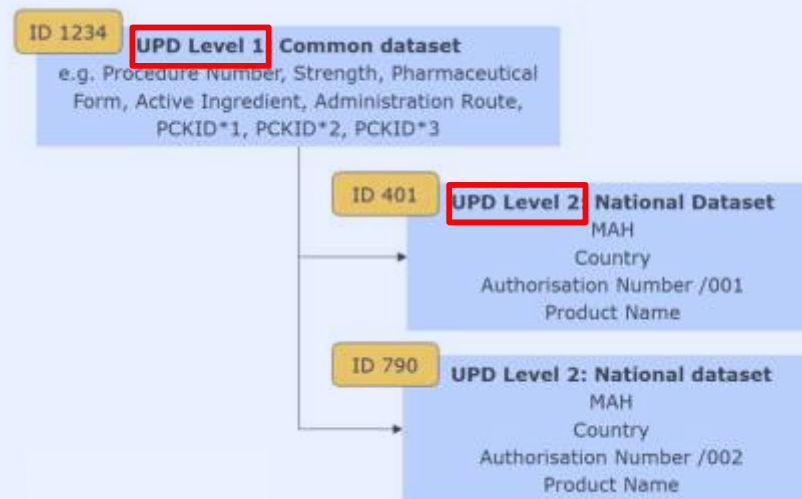 ID 1234
UPD Level 1: Common dataset
e.g. Procedure Number, Strength, Pharmaceutical
Form, Active Ingredient, Administration Route,
PCKID*1, PCKID*2, PCKID*3
ID 401
UPD Level 2: National Dataset
MAH
Country
Authorisation Number /001
Product Name
ID 790
UPD Level 2: National dataset
MAH
Country
Authorisation Number /002
Product Name